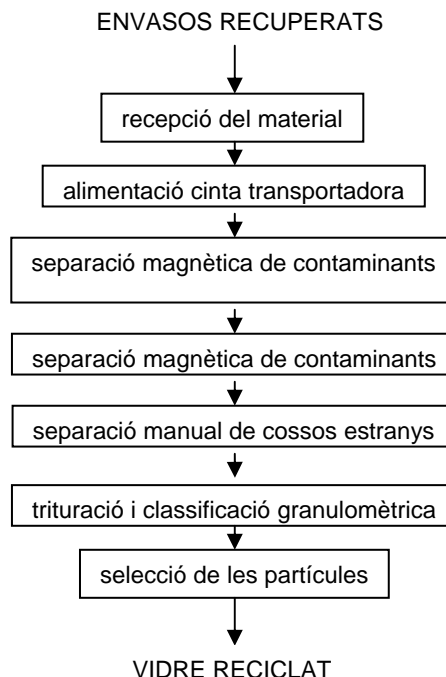 ENVASOS RECUPERATS
recepció del material
alimentació cinta transportadora
separació magnètica de contaminants
separació magnètica de contaminants
separació manual de cossos estranys
trituració i classificació granulomètrica
selecció de les partícules
VIDRE RECICLAT